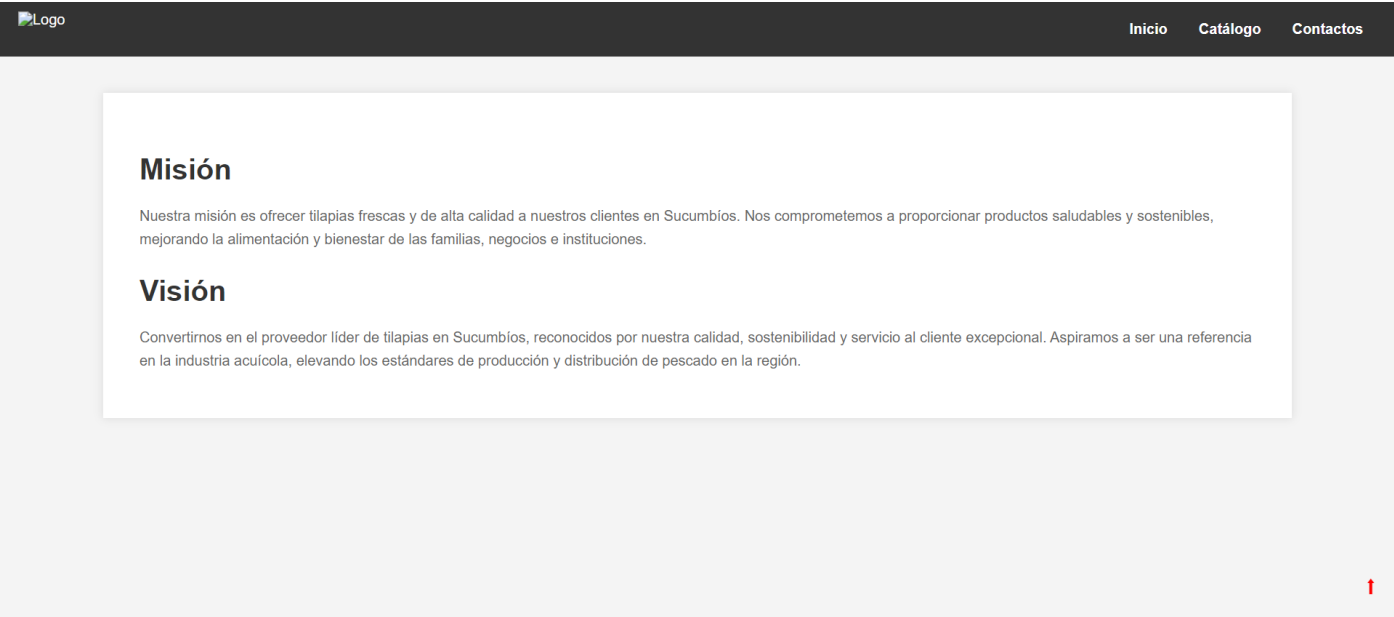 Logo
Inicio Catálogo Contactos
Misión
Nuestra misión es ofrecer tilapias frescas y de alta calidad a nuestros clientes en Sucumbíos. Nos comprometemos a proporcionar productos saludables y sostenibles,
mejorando la alimentación y bienestar de las familias, negocios e instituciones.
Visión
Convertirnos en el proveedor líder de tilapias en Sucumbíos, reconocidos por nuestra calidad, sostenibilidad y servicio al cliente excepcional. Aspiramos a ser una referencia
en la industria acuícola, elevando los estándares de producción y distribución de pescado en la región.